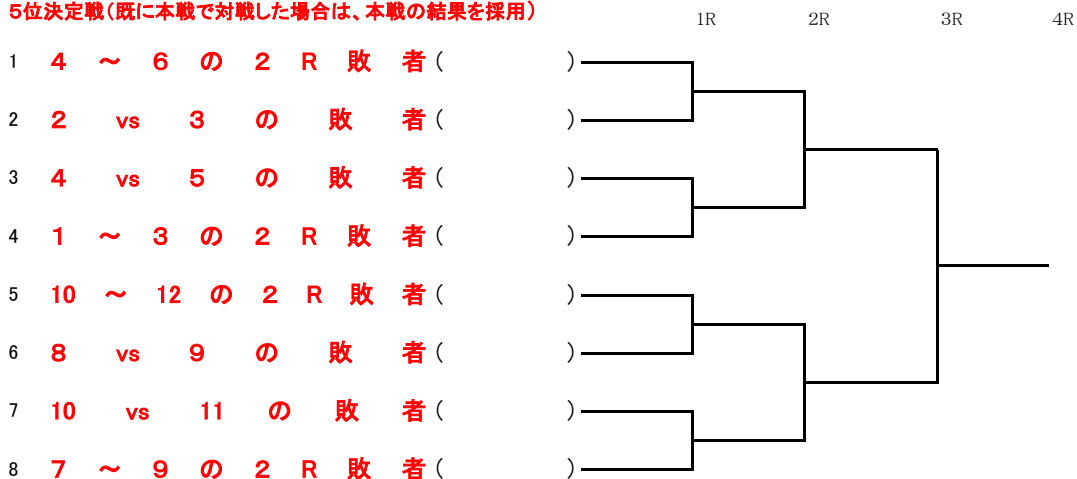 ５位決定戦（既に本戦で対戦した場合は、本戦の結果を採用）
1R 2R 3R 4R
1 ４ ～ ６ の ２ Ｒ 敗 者 ( )
2 ２ vs ３ の 敗 者 ( )
3 ４ vs ５ の 敗 者 ( )
4 １ ～ ３ の ２ Ｒ 敗 者 ( )
5 10 ～ 12 の ２ Ｒ 敗 者 ( )
6 ８ vs ９ の 敗 者 ( )
7 10 vs 11 の 敗 者 ( )
8 ７ ～ ９ の ２ Ｒ 敗 者 ( )